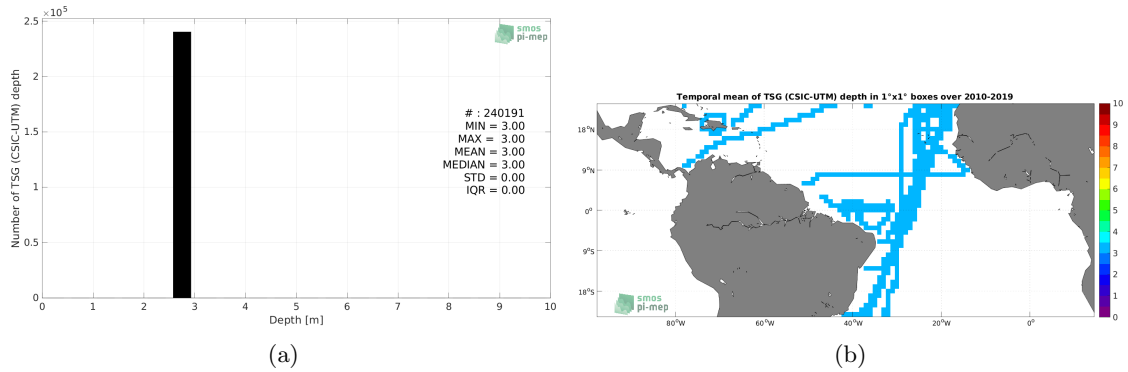 2.5 ×10⁵
2
1.5
1
0.5
0
Number of TSG (CSIC-UTM) depth
smos
pi-mep
# : 240191
MIN = 3.00
MAX = 3.00
MEAN = 3.00
MEDIAN = 3.00
STD = 0.00
IQR = 0.00
0 1 2 3 4 5 6 7 8 9 10
Depth [m]
(a)
Temporal mean of TSG (CSIC-UTM) depth in 1°x1° boxes over 2010-2019
18°N
9°N
0°
9°S
18°S
smos
pi-mep
80°W 60°W 40°W 20°W 0°
10
9
8
7
6
5
4
3
2
1
0
(b)